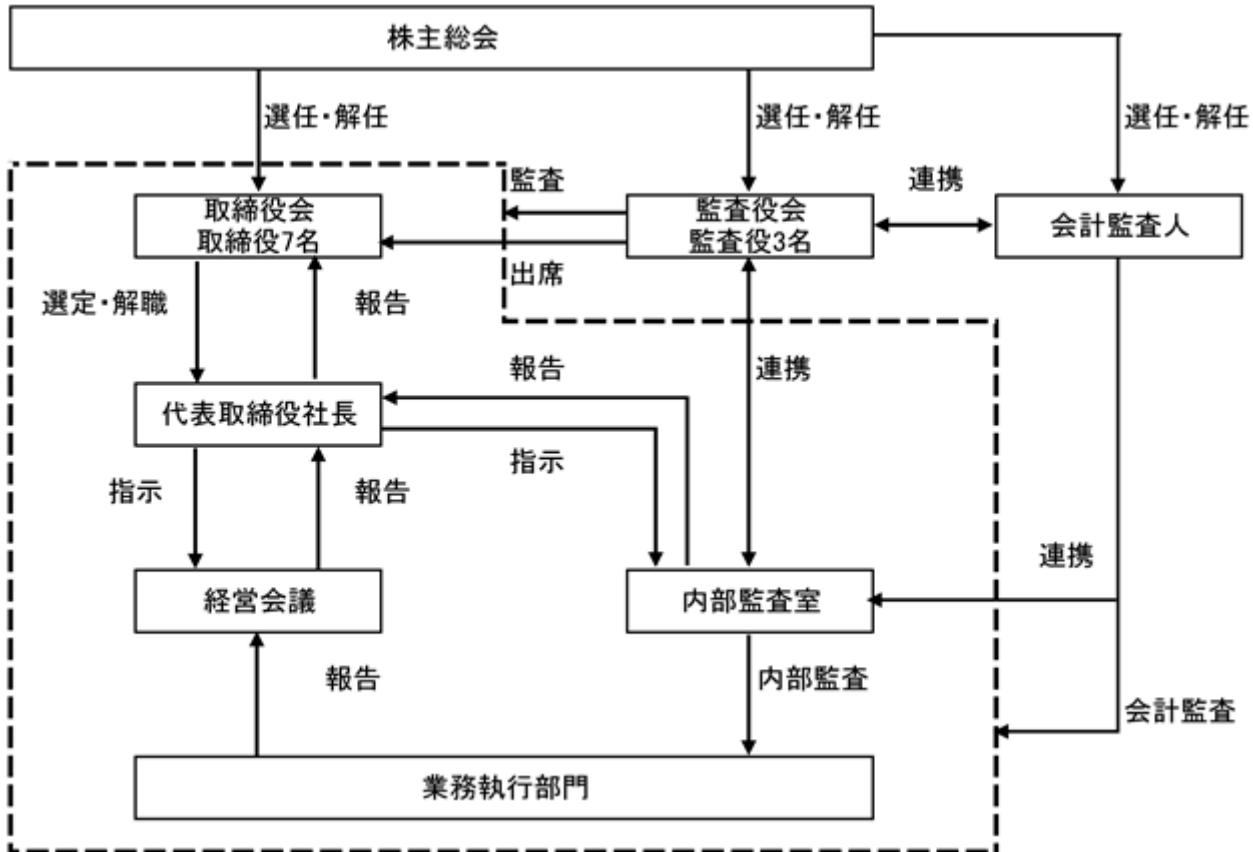 株主総会
選任・解任
選任・解任
選任・解任
監査
連携
取締役会
取締役7名
監査役会
監査役3名
会計監査人
出席
選定・解職
報告
報告
連携
代表取締役社長
指示
指示
報告
連携
経営会議
内部監査室
報告
内部監査
会計監査
業務執行部門